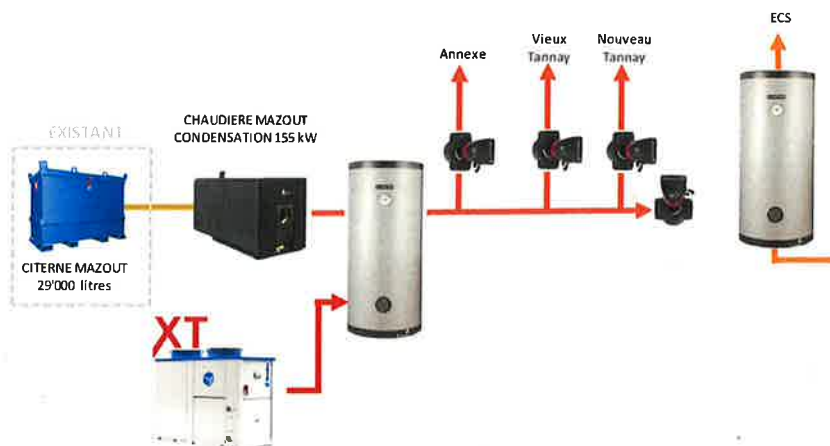 ECS
Annexe
Vieux
Tannay
Nouveau
Tannay
EXISTANT
CHAUDIERE MAZOUT
CONDENSATION 155 kW
CITERNE MAZOUT
29'000 litres
XT